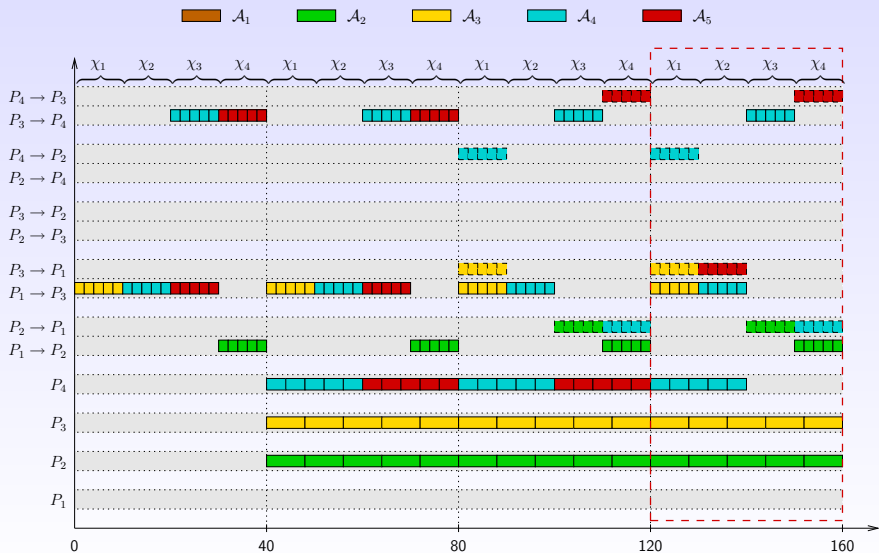 𝒜₁ 𝒜₂ 𝒜₃ 𝒜₄ 𝒜₅
χ₁ χ₂ χ₃ χ₄ χ₁ χ₂ χ₃ χ₄ χ₁ χ₂ χ₃ χ₄ χ₁ χ₂ χ₃ χ₄
P₄ → P₃
P₃ → P₄
P₄ → P₂
P₂ → P₄
P₃ → P₂
P₂ → P₃
P₃ → P₁
P₁ → P₃
P₂ → P₁
P₁ → P₂
P₄
P₃
P₂
P₁
0 40 80 120 160